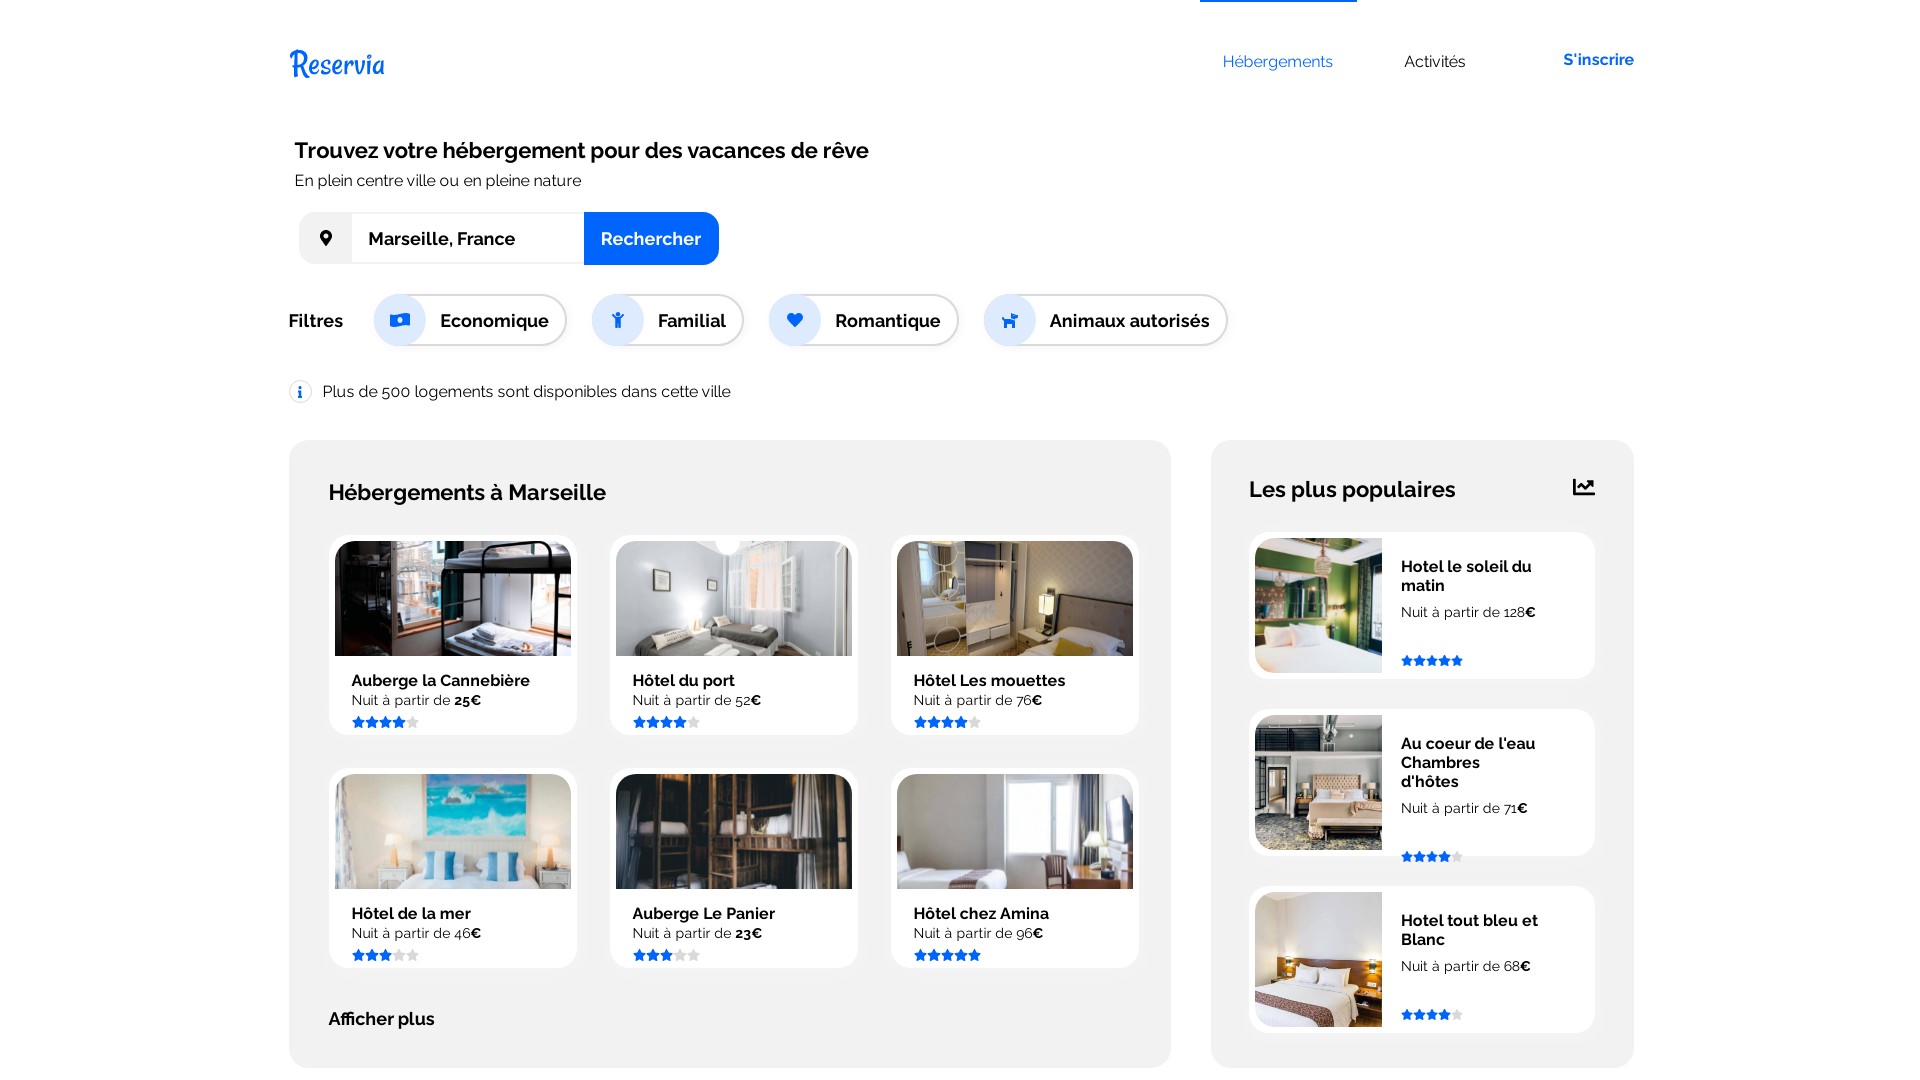 Reservia
Hébergements
Activités
S'inscrire
Trouvez votre hébergement pour des vacances de rêve
En plein centre ville ou en pleine nature
Marseille, France
Rechercher
Filtres
Economique
Familial
Romantique
Animaux autorisés
Plus de 500 logements sont disponibles dans cette ville
Hébergements à Marseille
Auberge la Cannebière
Nuit à partir de 25€
Hôtel du port
Nuit à partir de 52€
Hôtel Les mouettes
Nuit à partir de 76€
Hôtel de la mer
Nuit à partir de 46€
Auberge Le Panier
Nuit à partir de 23€
Hôtel chez Amina
Nuit à partir de 96€
Afficher plus
Les plus populaires
Hotel le soleil du
matin
Nuit à partir de 128€
Au coeur de l'eau
Chambres
d'hôtes
Nuit à partir de 71€
Hotel tout bleu et
Blanc
Nuit à partir de 68€